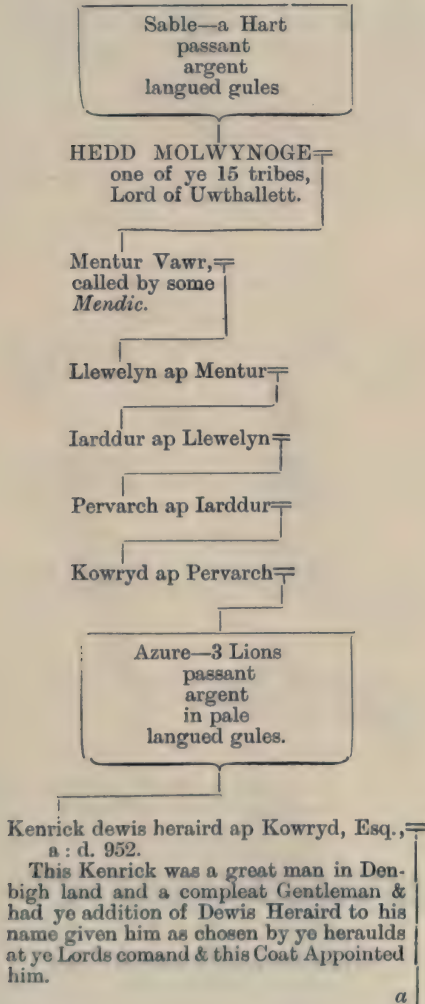 Sable—a Hart
passant
argent
langued gules
HEDD MOLWYNOGE
one of ye 15 tribes,
Lord of Uwthallett.
Mentur Vawr,
called by some
Mendic.
Llewelyn ap Mentur
Iarddur ap Llewelyn
Pervarch ap Iarddur
Kowryd ap Pervarch
Azure—3 Lions
passant
argent
in pale
langued gules.
Kenrick dewis heraird ap Kowryd, Esq.,
a : d. 952.
This Kenrick was a great man in Den-
bigh land and a compleat Gentleman &
had ye addition of Dewis Heraird to his
name given him as chosen by ye heraulds
at ye Lords comand & this Coat Appointed
him.
a